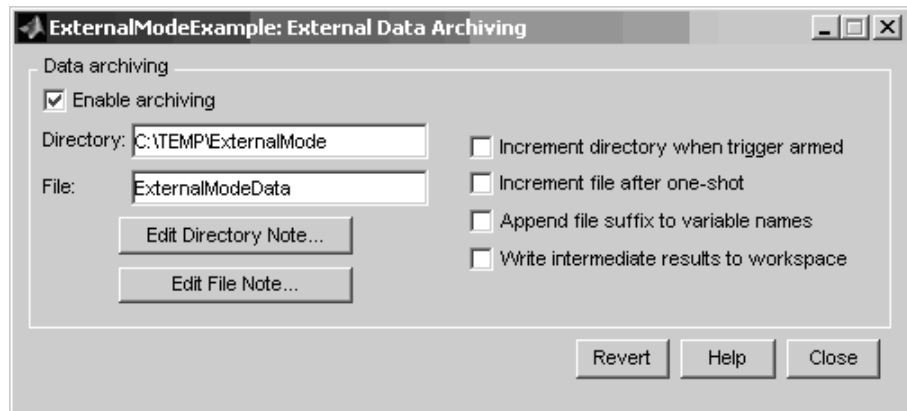 ExternalModeExample: External Data Archiving
Data archiving
Enable archiving
Directory: C:\TEMP\ExternalMode
File: ExternalModeData
Edit Directory Note...
Edit File Note...
Increment directory when trigger armed
Increment file after one-shot
Append file suffix to variable names
Write intermediate results to workspace
Revert Help Close